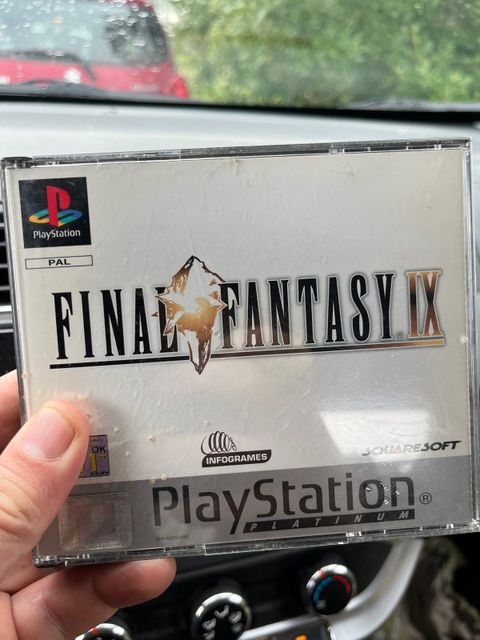 PlayStation
PAL
FINAL FANTASY IX
INFOGRAMES
SQUARESOFT
PlayStation®
PLATINUM